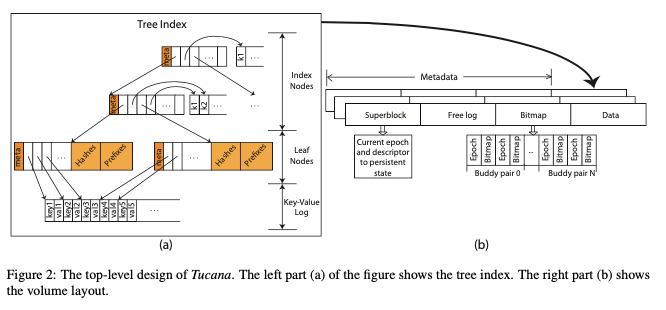 Tree Index
meta
...
k1
...
Index
Nodes
meta
...
k1
k2
...
...
meta
...
Hashes
Prefixes
meta
...
Hashes
Prefixes
Leaf
Nodes
key1
val1
key2
val2
key3
val3
key4
val4
key5
val5
...
Key-Value
Log
(a)
Metadata
Superblock
Free log
Bitmap
Data
Current epoch
and descriptor
to persistent
state
Epoch
Bitmap
Epoch
Bitmap
..
Epoch
Bitmap
Epoch
Bitmap
Buddy pair 0
Buddy pair N
(b)
Figure 2: The top-level design of Tucana. The left part (a) of the figure shows the tree index. The right part (b) shows
the volume layout.